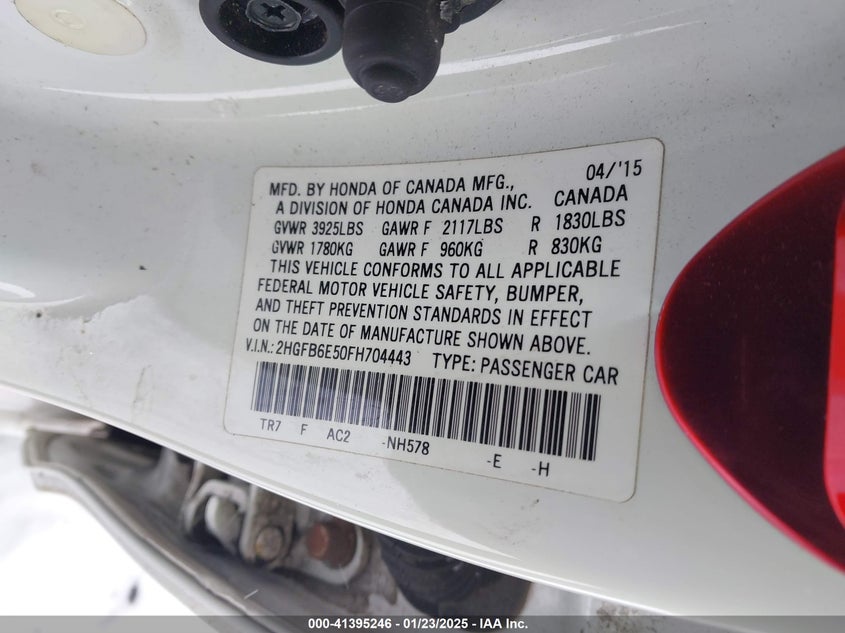 04/'15
MFD. BY HONDA OF CANADA MFG.,
A DIVISION OF HONDA CANADA INC. CANADA
GVWR 3925LBS GAWR F 2117LBS R 1830LBS
GVWR 1780KG GAWR F 960KG R 830KG
THIS VEHICLE CONFORMS TO ALL APPLICABLE
FEDERAL MOTOR VEHICLE SAFETY, BUMPER,
AND THEFT PREVENTION STANDARDS IN EFFECT
ON THE DATE OF MANUFACTURE SHOWN ABOVE.
V.I.N.: 2HGFB6E50FH704443 TYPE: PASSENGER CAR
TR7 F AC2 -NH578 -E -H
000-41395246 - 01/23/2025 - IAA Inc.